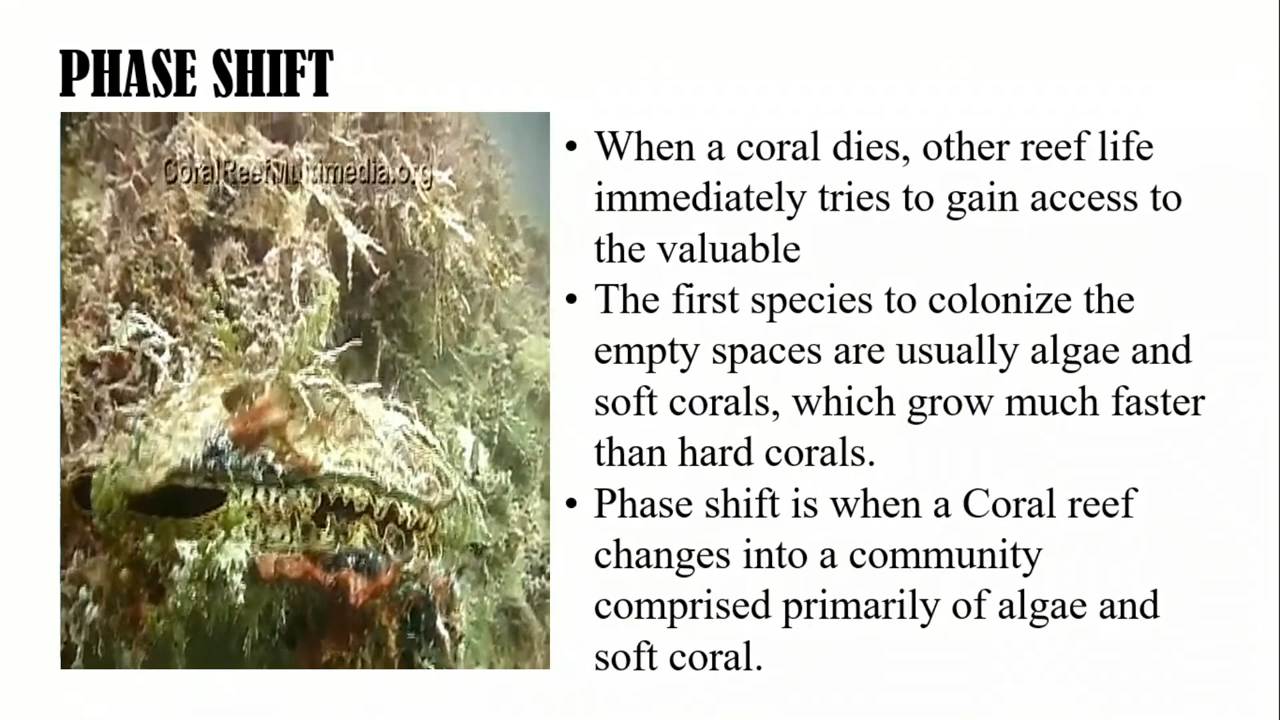 PHASE SHIFT
CoralReefMultimedia.org
• When a coral dies, other reef life
immediately tries to gain access to
the valuable
• The first species to colonize the
empty spaces are usually algae and
soft corals, which grow much faster
than hard corals.
• Phase shift is when a Coral reef
changes into a community
comprised primarily of algae and
soft coral.